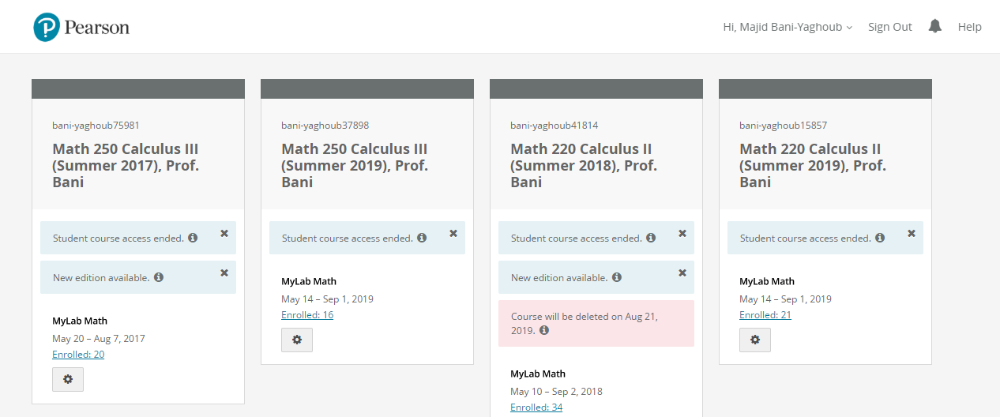 Pearson
Hi, Majid Bani-Yaghoub
Sign Out
Help
bani-yaghoub75981
Math 250 Calculus III
(Summer 2017), Prof.
Bani
Student course access ended.
New edition available.
MyLab Math
May 20 – Aug 7, 2017
Enrolled: 20
bani-yaghoub37898
Math 250 Calculus III
(Summer 2019), Prof.
Bani
Student course access ended.
MyLab Math
May 14 – Sep 1, 2019
Enrolled: 16
bani-yaghoub41814
Math 220 Calculus II
(Summer 2018), Prof.
Bani
Student course access ended.
New edition available.
Course will be deleted on Aug 21,
2019.
MyLab Math
May 10 – Sep 2, 2018
Enrolled: 34
bani-yaghoub15857
Math 220 Calculus II
(Summer 2019), Prof.
Bani
Student course access ended.
MyLab Math
May 14 – Sep 1, 2019
Enrolled: 21